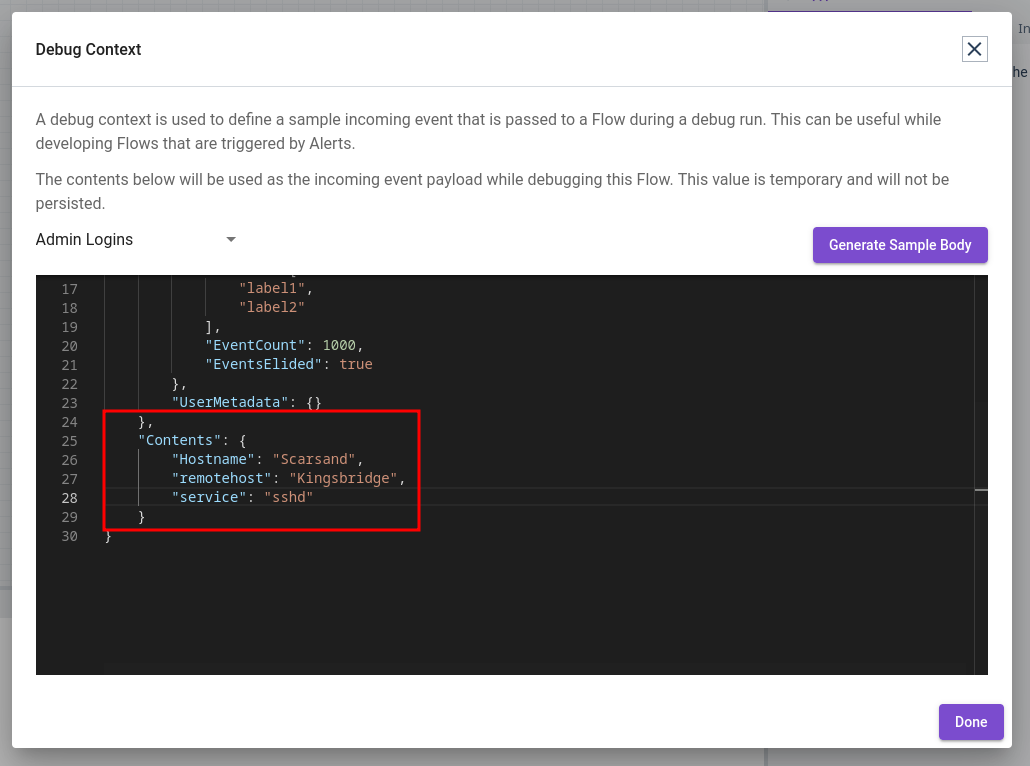 In
Debug Context
he
A debug context is used to define a sample incoming event that is passed to a Flow during a debug run. This can be useful while
developing Flows that are triggered by Alerts.
The contents below will be used as the incoming event payload while debugging this Flow. This value is temporary and will not be
persisted.
Admin Logins
Generate Sample Body
17 "label1",
18 "label2"
19 ],
20 "EventCount": 1000,
21 "EventsElided": true
22 },
23 "UserMetadata": {}
24 },
25 "Contents": {
26 "Hostname": "Scarsand",
27 "remotehost": "Kingsbridge",
28 "service": "sshd"
29 }
30 }
Done